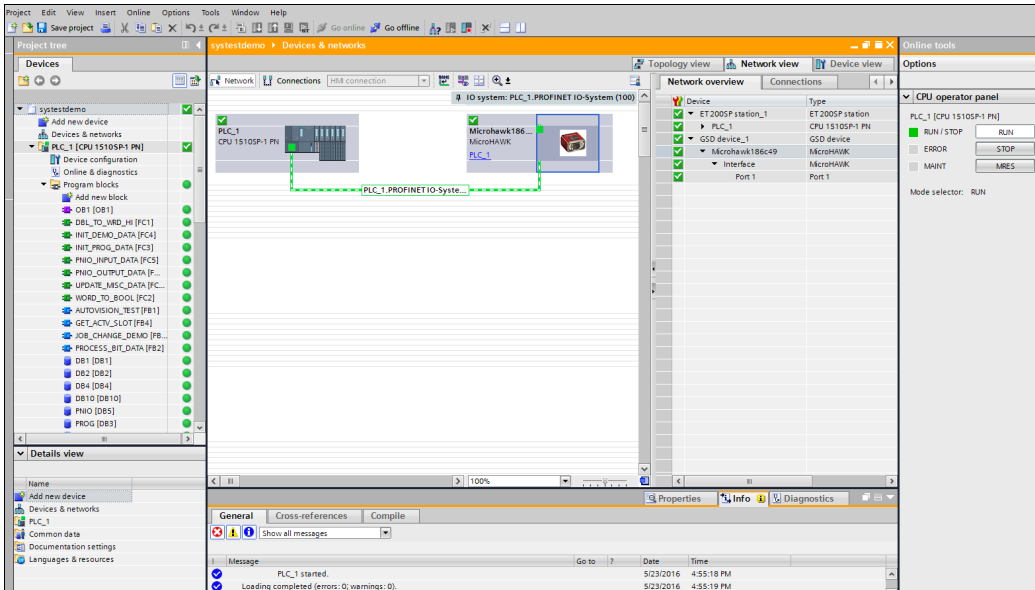 Project Edit View Insert Online Options Tools Window Help
Save project Go online Go offline
Project tree
Devices
systestdemo
Add new device
Devices & networks
PLC_1 [CPU 1510SP-1 PN]
Device configuration
Online & diagnostics
Program blocks
Add new block
OB1 [OB1]
DBL_TO_WRD_HI [FC1]
INIT_DEMO_DATA [FC4]
INIT_PROG_DATA [FC3]
PNIO_INPUT_DATA [FC5]
PNIO_OUTPUT_DATA [F...
UPDATE_MISC_DATA [FC...
WORD_TO_BOOL [FC2]
AUTOVISION_TEST [FB1]
GET_ACTV_SLOT [FB4]
JOB_CHANGE_DEMO [FB...
PROCESS_BIT_DATA [FB2]
DB1 [DB1]
DB2 [DB2]
DB4 [DB4]
DB10 [DB10]
PNIO [DB5]
PROG [DB3]
Details view
Name
Add new device
Devices & networks
PLC_1
Common data
Documentation settings
Languages & resources
systestdemo Devices & networks
Topology view Network view Device view
Network Connections HMI connection
IO system: PLC_1.PROFINET IO-System (100)
PLC_1
CPU 1510SP-1 PN
Microhawk186...
MicroHAWK
PLC_1
PLC_1.PROFINET IO-Syste...
100%
Network overview Connections
Device Type
ET 200SP station_1 ET 200SP station
PLC_1 CPU 1510SP-1 PN
GSD device_1 GSD device
Microhawk186c49 MicroHAWK
Interface MicroHAWK
Port 1 Port 1
Properties Info Diagnostics
General Cross-references Compile
Show all messages
! Message Go to ? Date Time
PLC_1 started. 5/23/2016 4:55:18 PM
Loading completed (errors: 0; warnings: 0). 5/23/2016 4:55:19 PM
Online tools
Options
CPU operator panel
PLC_1 [CPU 1510SP-1 PN]
RUN / STOP RUN
ERROR STOP
MAINT MRES
Mode selector: RUN